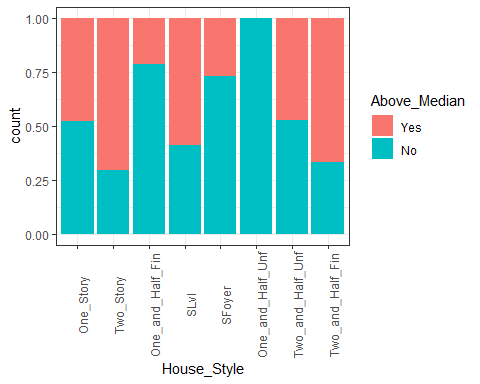 1.00
0.75
0.50
0.25
0.00
count
One_Story
Two_Story
One_and_Half_Fin
SLvl
SFoyer
One_and_Half_Unf
Two_and_Half_Unf
Two_and_Half_Fin
House_Style
Above_Median
Yes
No